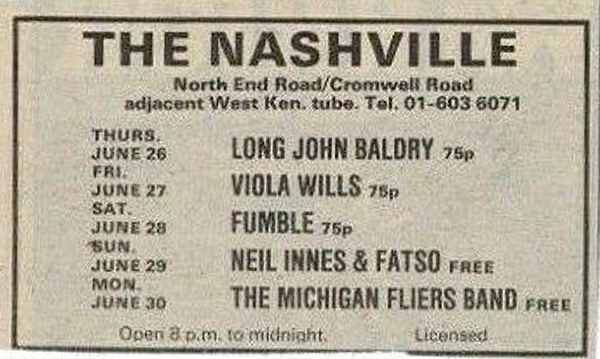 THE NASHVILLE
North End Road/Cromwell Road
adjacent West Ken. tube. Tel. 01-603 6071
THURS.
JUNE 26 LONG JOHN BALDRY 75p
FRI.
JUNE 27 VIOLA WILLS 75p
SAT.
JUNE 28 FUMBLE 75p
SUN.
JUNE 29 NEIL INNES & FATSO FREE
MON.
JUNE 30 THE MICHIGAN FLIERS BAND FREE
Open 8 p.m. to midnight. Licensed